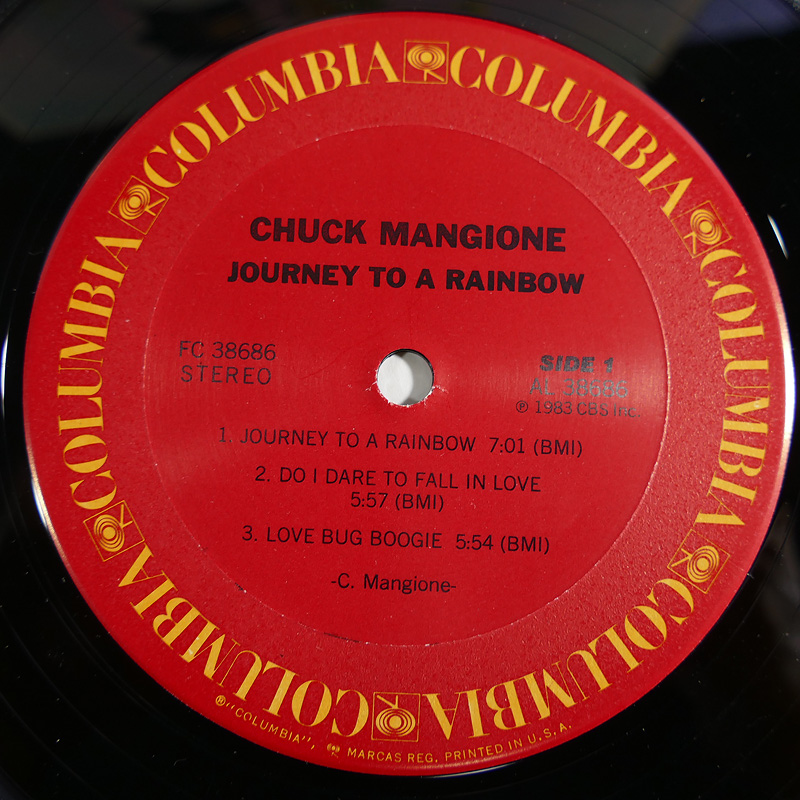 COLUMBIA COLUMBIA COLUMBIA COLUMBIA COLUMBIA COLUMBIA COLUMBIA COLUMBIA
CHUCK MANGIONE
JOURNEY TO A RAINBOW
FC 38686
STEREO
SIDE 1
AL 38686
℗ 1983 CBS Inc.
1. JOURNEY TO A RAINBOW 7:01 (BMI)
2. DO I DARE TO FALL IN LOVE
5:57 (BMI)
3. LOVE BUG BOOGIE 5:54 (BMI)
-C. Mangione-
®"COLUMBIA", MARCAS REG. PRINTED IN U.S.A.